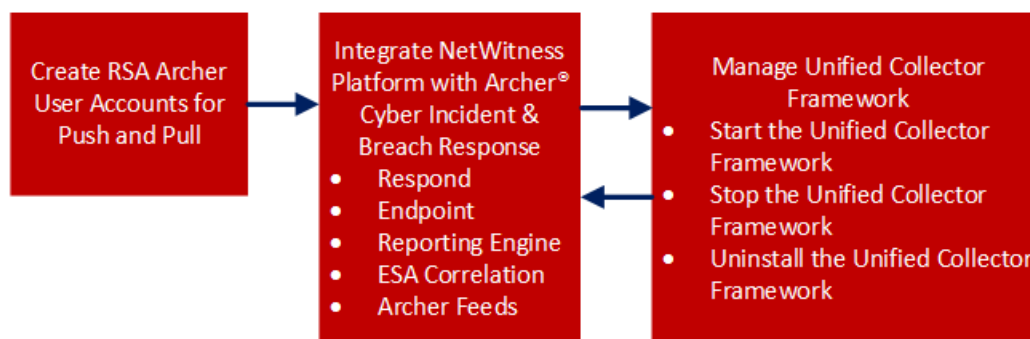 Create RSA Archer
User Accounts for
Push and Pull
Integrate NetWitness
Platform with Archer®
Cyber Incident &
Breach Response
• Respond
• Endpoint
• Reporting Engine
• ESA Correlation
• Archer Feeds
Manage Unified Collector
Framework
• Start the Unified Collector
Framework
• Stop the Unified Collector
Framework
• Uninstall the Unified Collector
Framework